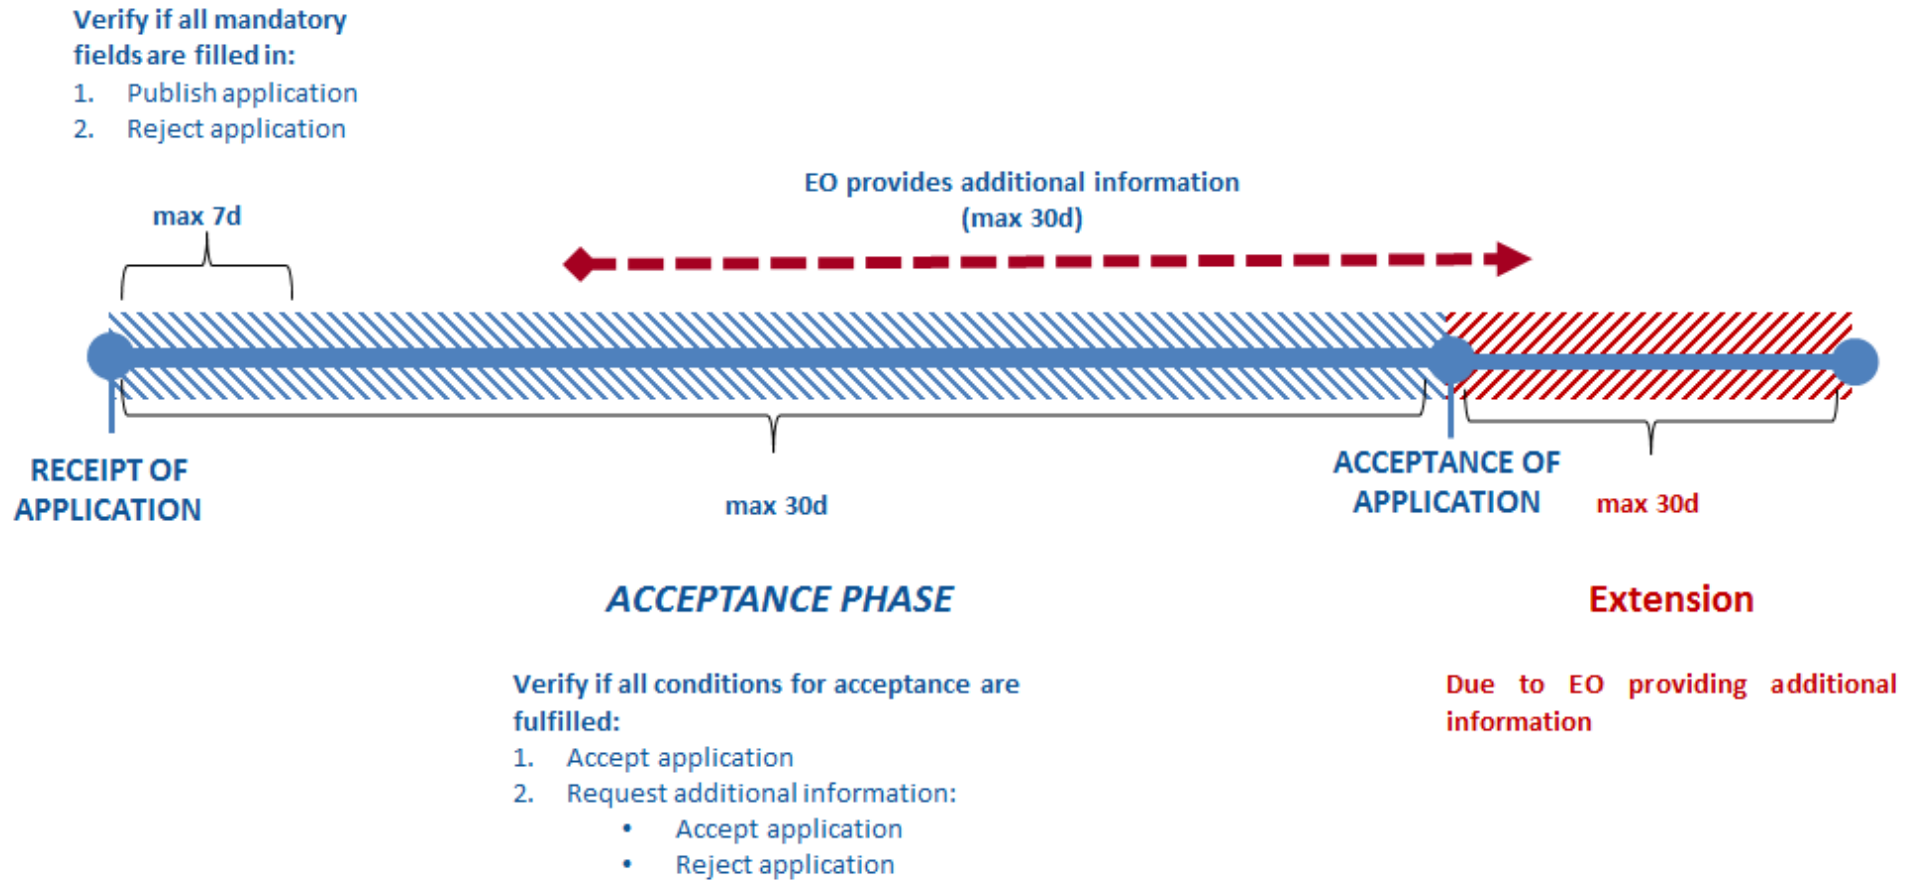 Verify if all mandatory
fields are filled in:
1. Publish application
2. Reject application
EO provides additional information
(max 30d)
max 7d
RECEIPT OF
APPLICATION
max 30d
ACCEPTANCE OF
APPLICATION
max 30d
ACCEPTANCE PHASE
Extension
Verify if all conditions for acceptance are
fulfilled:
1. Accept application
2. Request additional information:
• Accept application
• Reject application
Due to EO providing additional
information